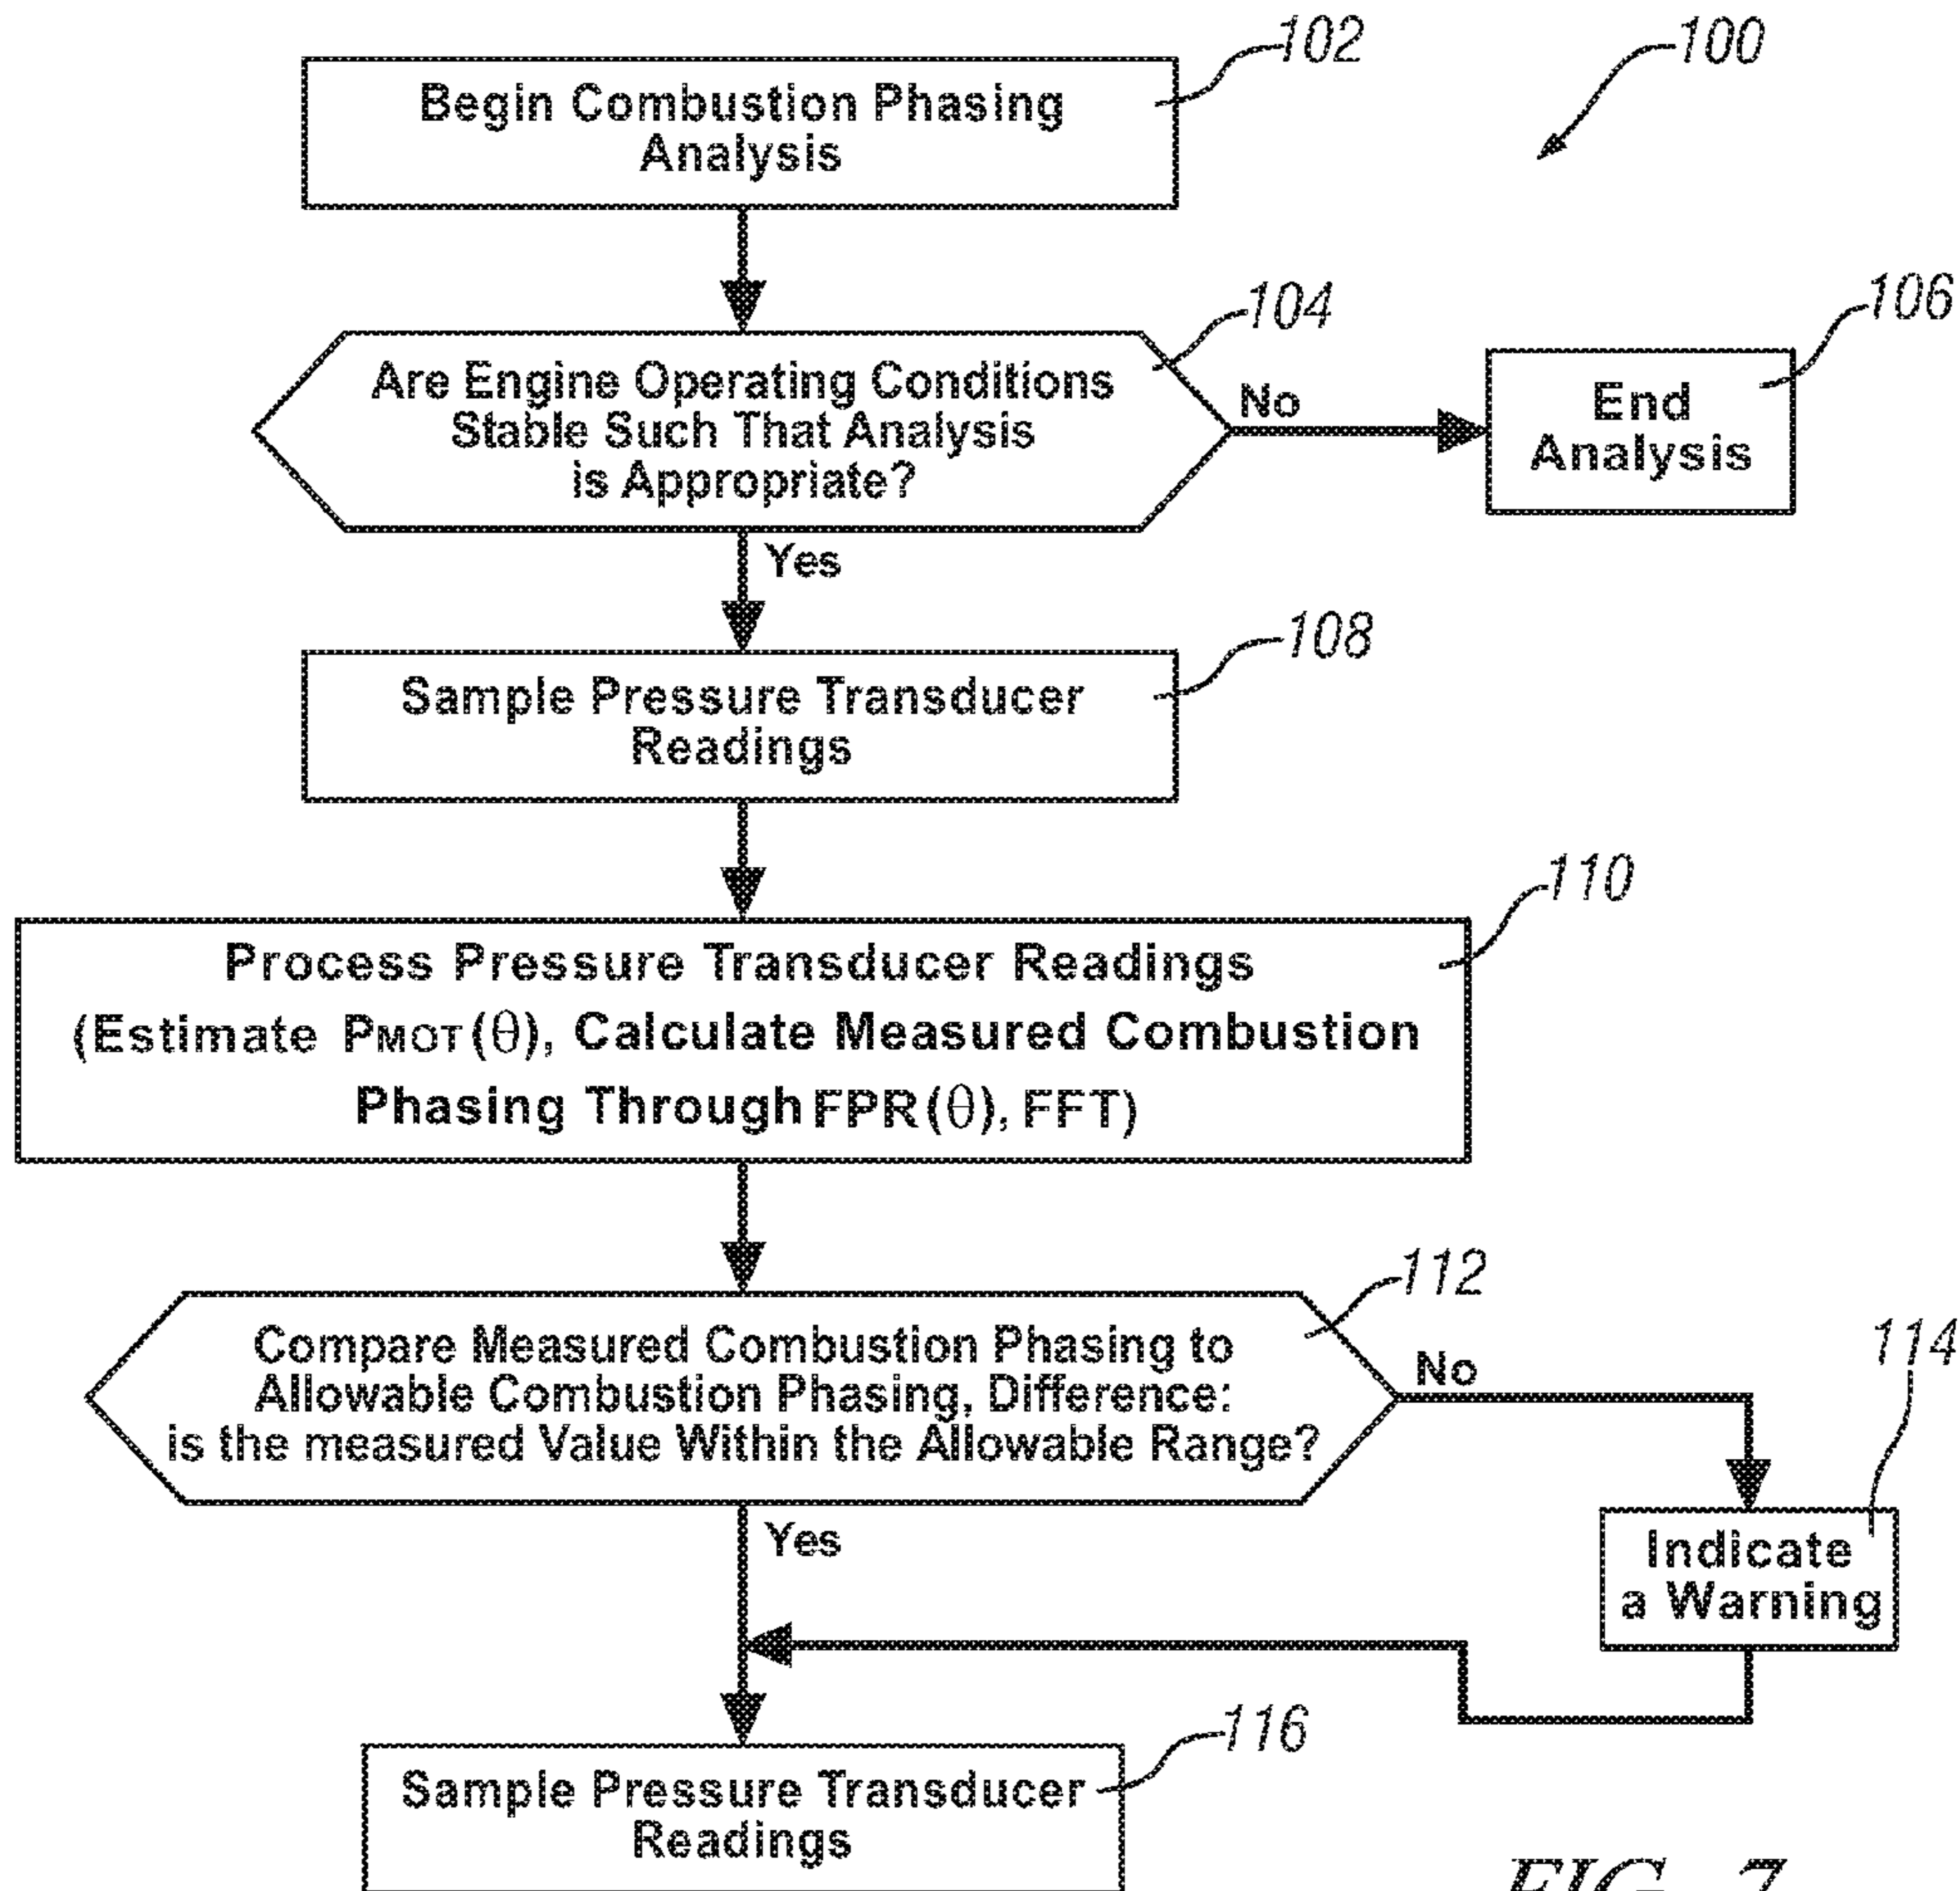 102
100
Begin Combustion Phasing
Analysis
104
106
Are Engine Operating Conditions
Stable Such That Analysis
is Appropriate?
No
End
Analysis
Yes
108
Sample Pressure Transducer
Readings
110
Process Pressure Transducer Readings
(Estimate PMOT(θ), Calculate Measured Combustion
Phasing Through FPR(θ), FFT)
112
114
Compare Measured Combustion Phasing to
Allowable Combustion Phasing, Difference:
is the measured Value Within the Allowable Range?
No
Yes
Indicate
a Warning
116
Sample Pressure Transducer
Readings
FIG. 7